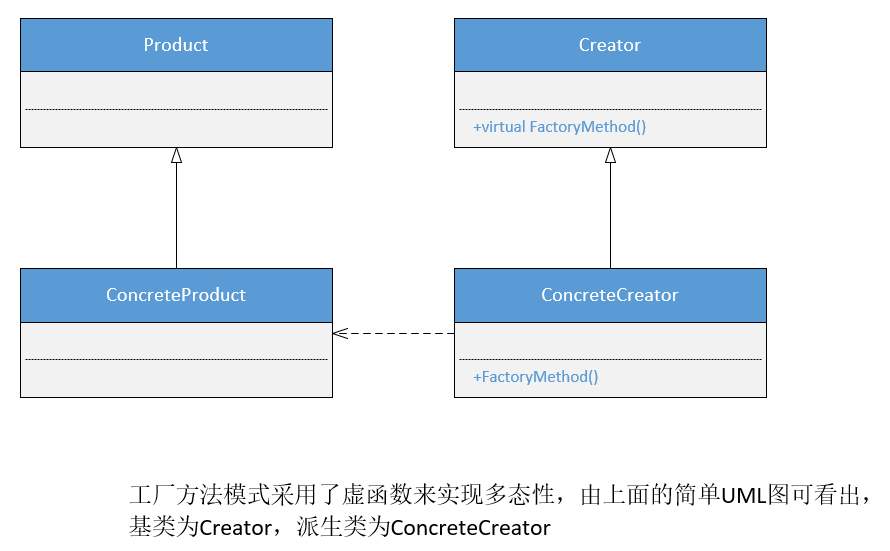 Product
Creator
+virtual FactoryMethod()
ConcreteProduct
ConcreteCreator
+FactoryMethod()
工厂方法模式采用了虚函数来实现多态性，由上面的简单UML图可看出，
基类为Creator，派生类为ConcreteCreator